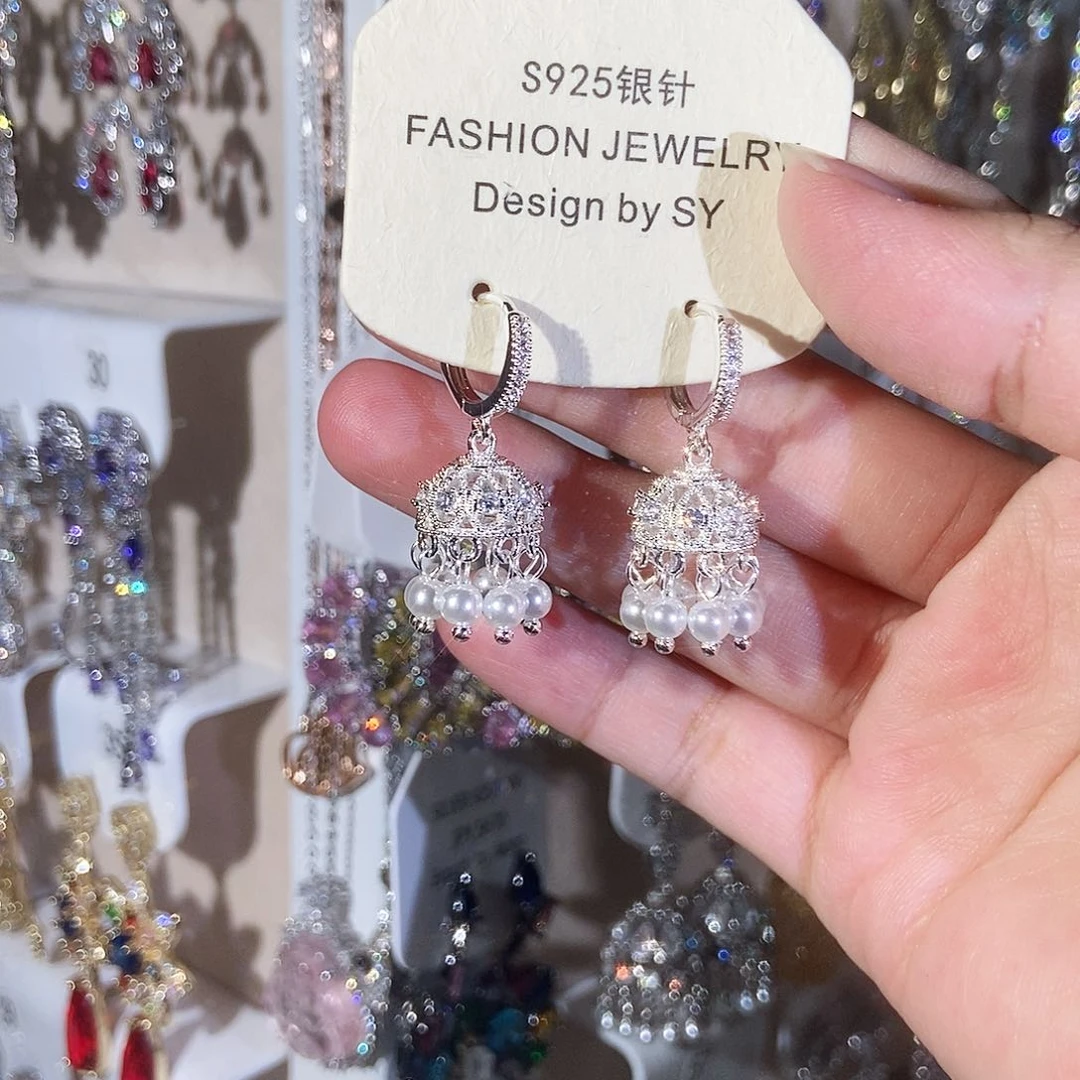 S925银针
FASHION JEWELRY
Design by SY
30